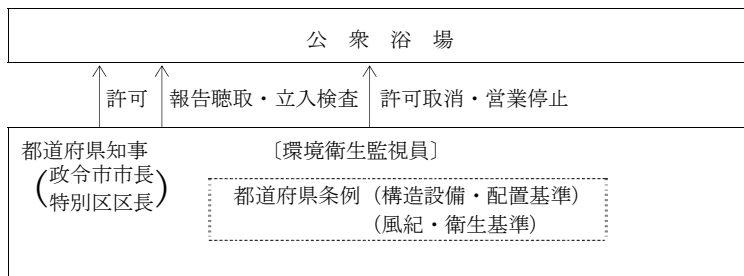 公衆浴場
許可
報告聴取・立入検査
許可取消・営業停止
都道府県知事
(政令市市長
特別区区長)
〔環境衛生監視員〕
都道府県条例(構造設備・配置基準)
(風紀・衛生基準)